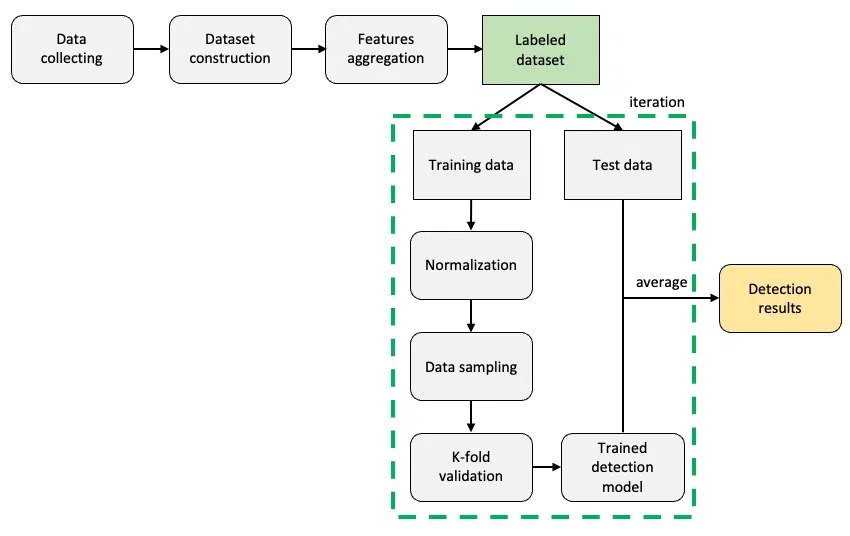 Data
collecting
Dataset
construction
Features
aggregation
Labeled
dataset
iteration
Training data
Test data
Normalization
average
Detection
results
Data sampling
K-fold
validation
Trained
detection
model